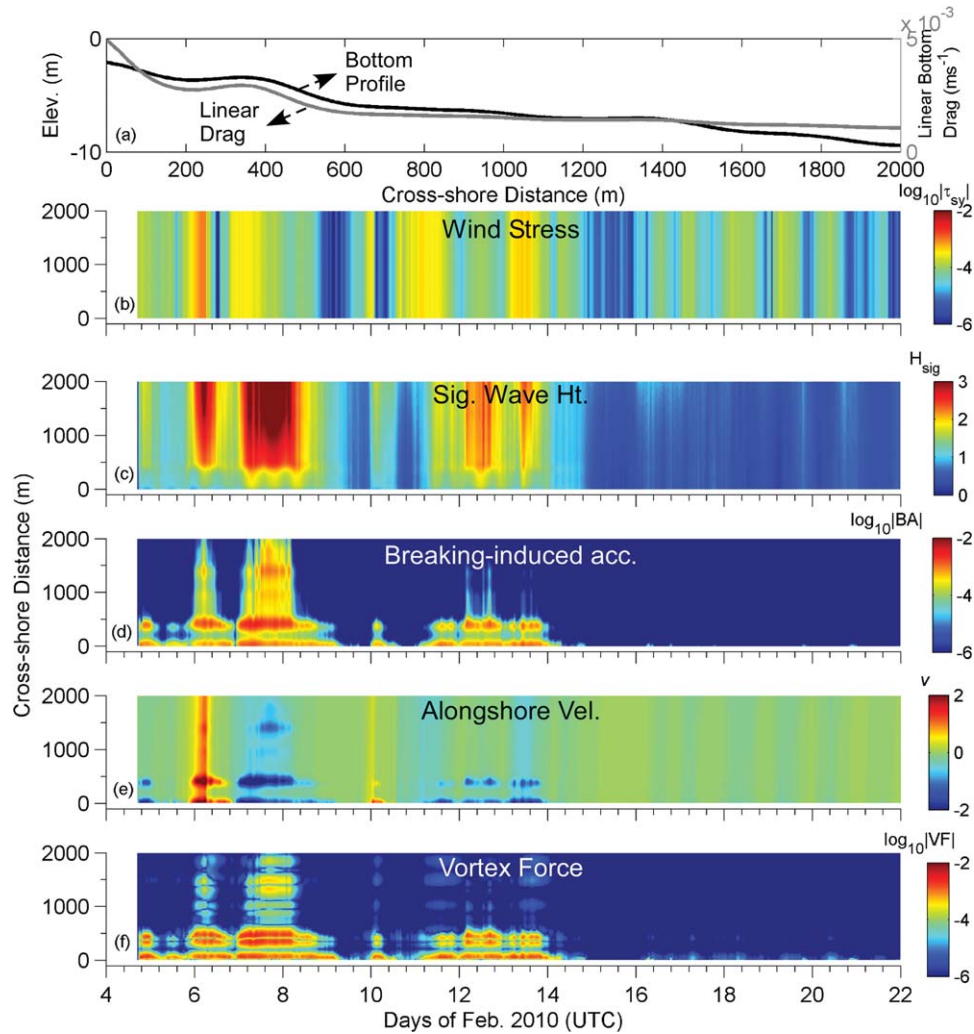 x 10^-3
0
5
Elev. (m)
Bottom
Profile
Linear
Drag
Linear Bottom
Drag (ms^-1)
(a)
-10
0
0 200 400 600 800 1000 1200 1400 1600 1800 2000
Cross-shore Distance (m)
log10|τsy|
2000
1000
0
Wind Stress
(b)
-2
-4
-6
Hsig
2000
1000
0
Sig. Wave Ht.
(c)
3
2
1
0
log10|BA|
2000
1000
0
Breaking-induced acc.
(d)
-2
-4
-6
Cross-shore Distance (m)
v
2000
1000
0
Alongshore Vel.
(e)
2
0
-2
log10|VF|
2000
1000
0
Vortex Force
(f)
-2
-4
-5
-6
4 6 8 10 12 14 16 18 20 22
Days of Feb. 2010 (UTC)